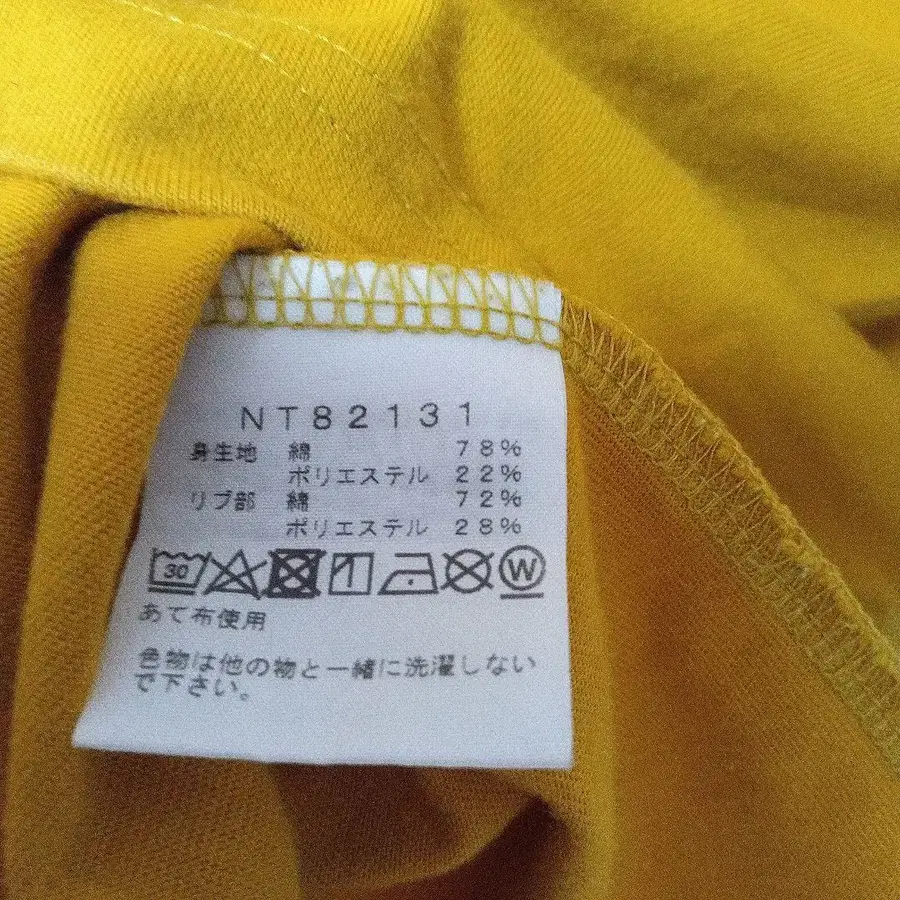 NT82131
身生地 綿 78%
ポリエステル 22%
リブ部 綿 72%
ポリエステル 28%
30 W
あて布使用
色物は他の物と一緒に洗濯しない
で下さい。